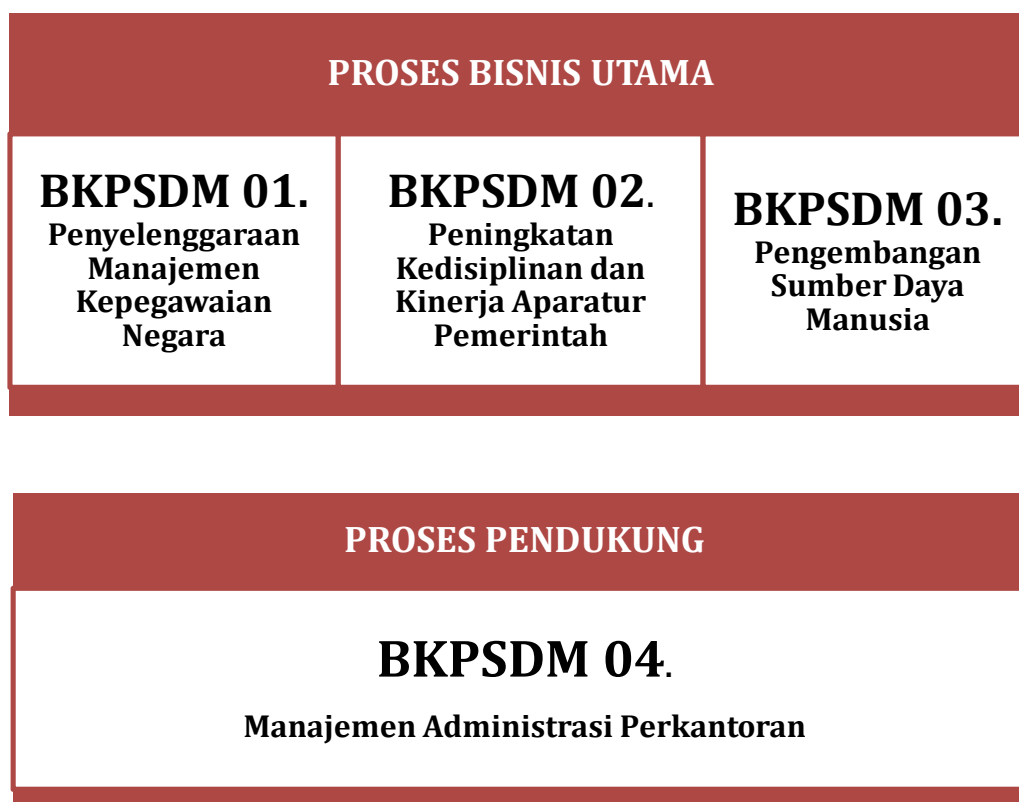 PROSES BISNIS UTAMA
BKPSDM 01.
Penyelenggaraan
Manajemen
Kepegawaian
Negara
BKPSDM 02.
Peningkatan
Kedisiplinan dan
Kinerja Aparatur
Pemerintah
BKPSDM 03.
Pengembangan
Sumber Daya
Manusia
PROSES PENDUKUNG
BKPSDM 04.
Manajemen Administrasi Perkantoran